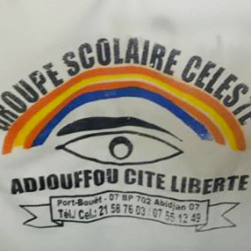 GROUPE SCOLAIRE CELESTE
ADJOUFFOU CITE LIBERTE
Port-Bouët - 07 BP 702 Abidjan 07
Tél./ Cel.: 21 58 76 03 / 07 55 12 49